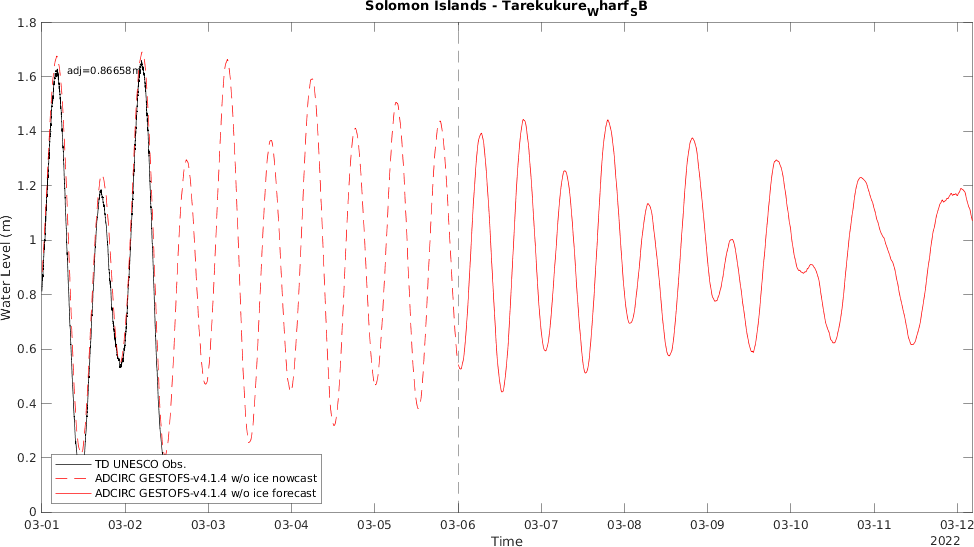 Solomon Islands - TarekukureWharfSB
1.8
1.6
1.4
1.2
1
0.8
0.6
0.4
0.2
0
Water Level (m)
adj=0.86658m
TD UNESCO Obs.
ADCIRC GESTOFS-v4.1.4 w/o ice nowcast
ADCIRC GESTOFS-v4.1.4 w/o ice forecast
03-01 03-02 03-03 03-04 03-05 03-06 03-07 03-08 03-09 03-10 03-11 03-12
Time
2022